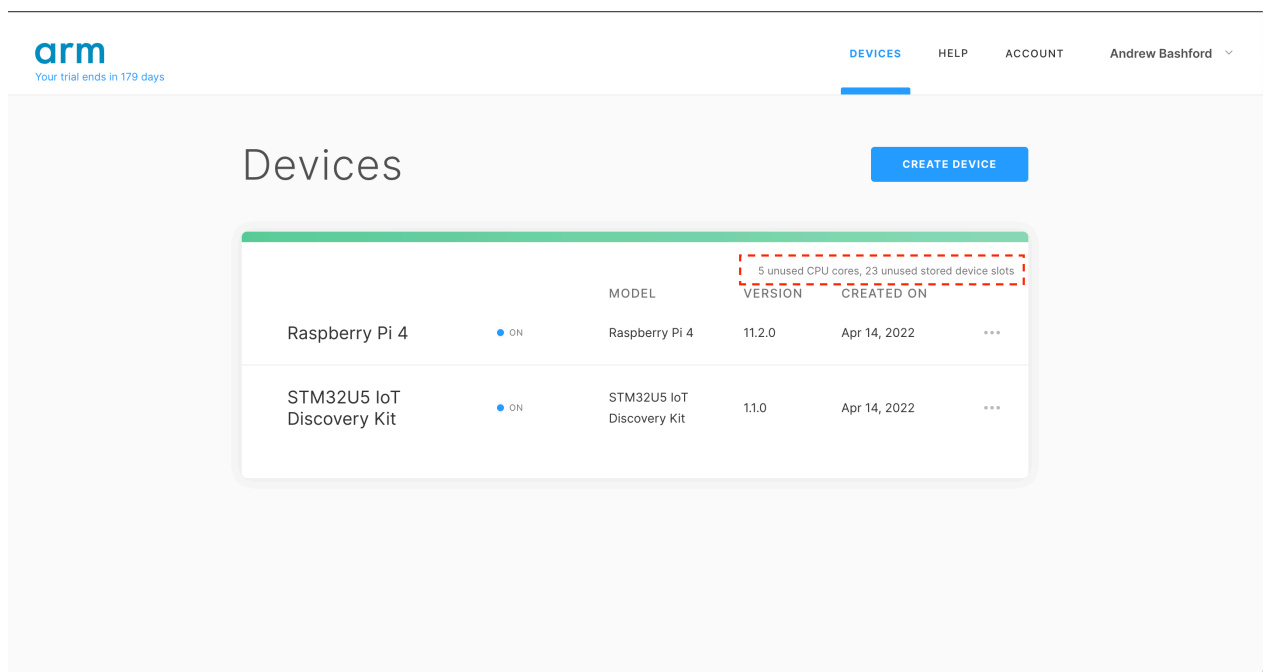 arm
Your trial ends in 179 days
DEVICES HELP ACCOUNT Andrew Bashford
Devices
CREATE DEVICE
5 unused CPU cores, 23 unused stored device slots
MODEL VERSION CREATED ON
Raspberry Pi 4 ON Raspberry Pi 4 11.2.0 Apr 14, 2022
STM32U5 IoT
Discovery Kit
ON
STM32U5 IoT
Discovery Kit
1.1.0
Apr 14, 2022